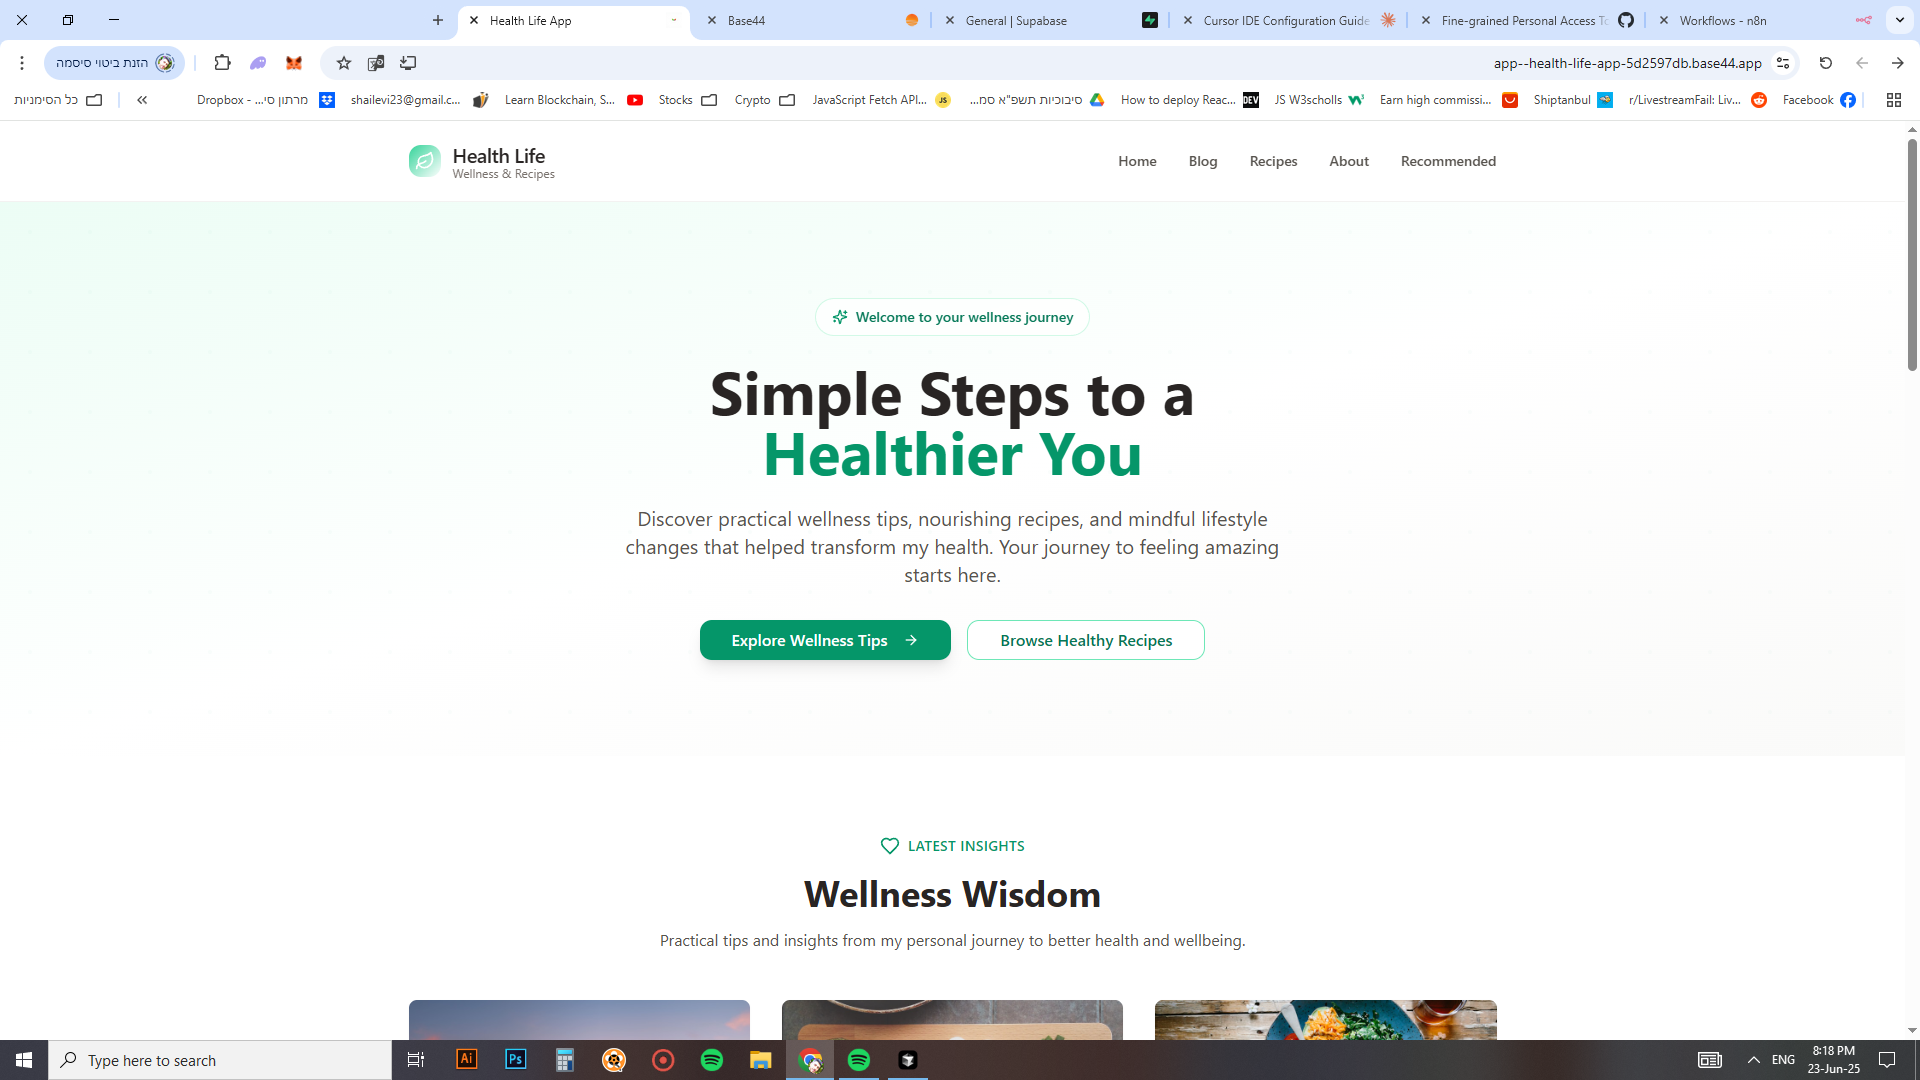 Health Life App
Base44
General | Supabase
Cursor IDE Configuration Guide
Fine-grained Personal Access To
Workflows - n8n
הזנת ביטוי סיסמה
app--health-life-app-5d2597db.base44.app
כל הסימניות
Dropbox - ...מרתון סי
shailevi23@gmail.c...
Learn Blockchain, S...
Stocks
Crypto
JavaScript Fetch API...
סיבוכיות תשפ"א סמ...
How to deploy Reac...
JS W3scholls
Earn high commissi...
Shiptanbul
r/LivestreamFail: Liv...
Facebook
Health Life
Wellness & Recipes
Home
Blog
Recipes
About
Recommended
Welcome to your wellness journey
Simple Steps to a
Healthier You
Discover practical wellness tips, nourishing recipes, and mindful lifestyle
changes that helped transform my health. Your journey to feeling amazing
starts here.
Explore Wellness Tips
Browse Healthy Recipes
LATEST INSIGHTS
Wellness Wisdom
Practical tips and insights from my personal journey to better health and wellbeing.
Type here to search
Ai
Ps
ENG
8:18 PM
23-Jun-25